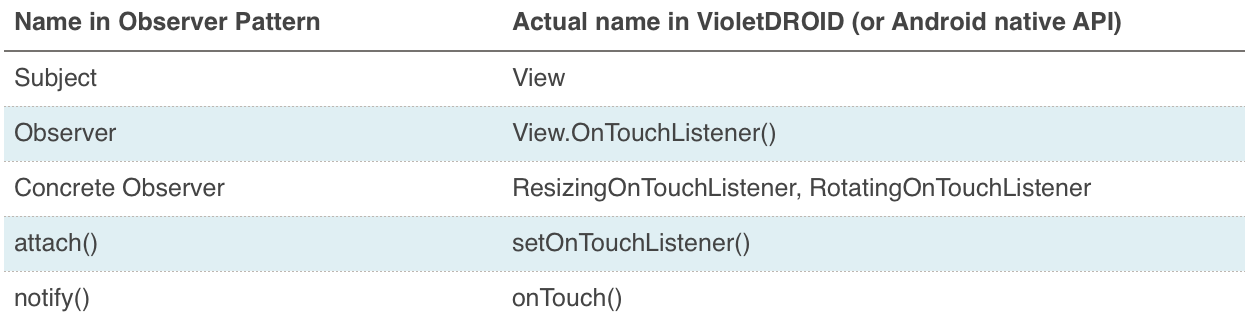 Name in Observer Pattern Actual name in VioletDROID (or Android native API)
Subject View
Observer View.OnTouchListener()
Concrete Observer ResizingOnTouchListener, RotatingOnTouchListener
attach() setOnTouchListener()
notify() onTouch()